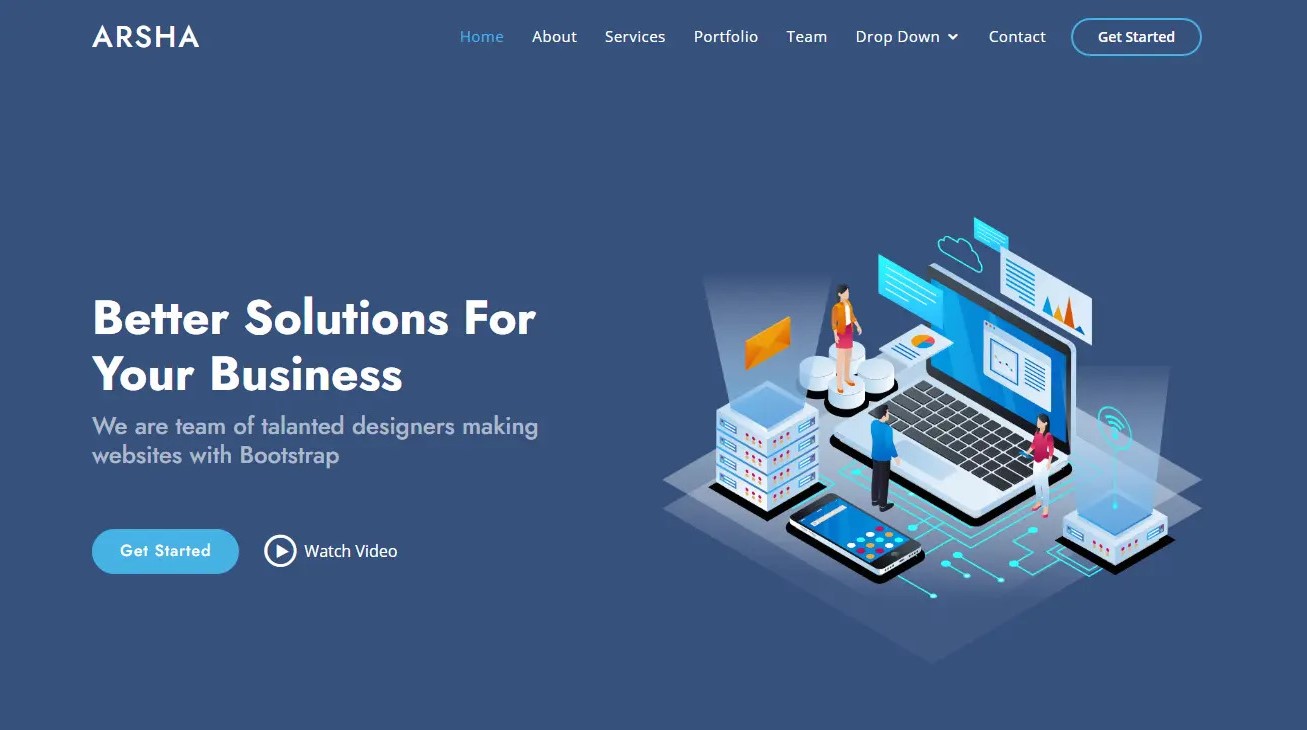 ARSHA
Home About Services Portfolio Team Drop Down Contact Get Started
Better Solutions For
Your Business
We are team of talanted designers making
websites with Bootstrap
Get Started Watch Video